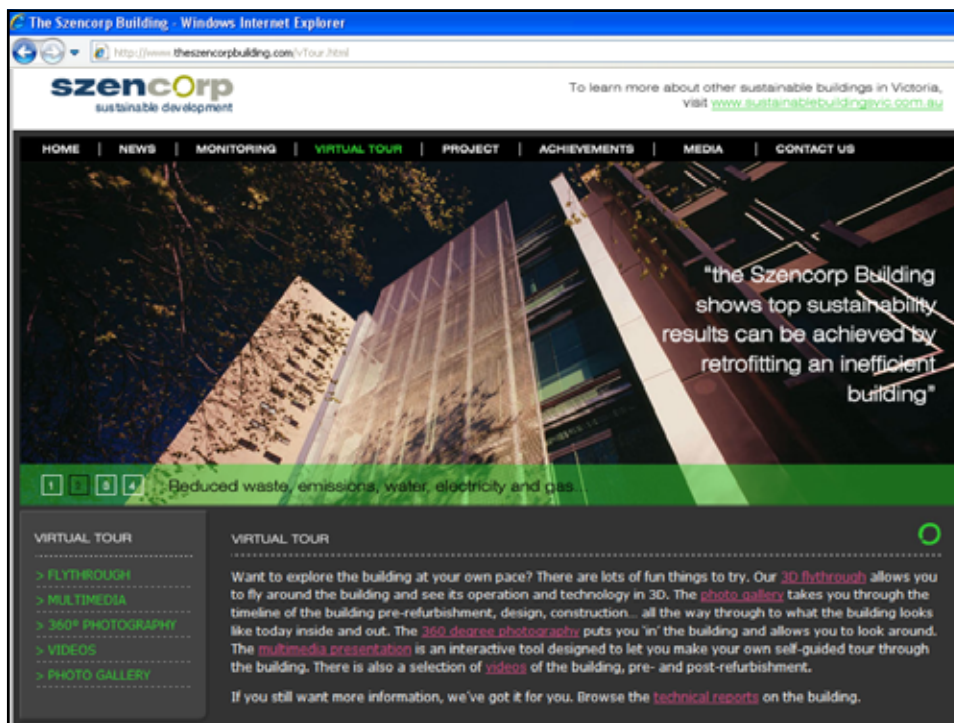 The Szencorp Building - Windows Internet Explorer
http://www.theszencorpbuilding.com/vTour.html
szencorp
sustainable development
To learn more about other sustainable buildings in Victoria,
visit www.sustainablebuildingsvic.com.au
HOME | NEWS | MONITORING | VIRTUAL TOUR | PROJECT | ACHIEVEMENTS | MEDIA | CONTACT US
"the Szencorp Building
shows top sustainability
results can be achieved by
retrofitting an inefficient
building"
1 2 3 4 Reduced waste, emissions, water, electricity and gas...
VIRTUAL TOUR
> FLYTHROUGH
> MULTIMEDIA
> 360º PHOTOGRAPHY
> VIDEOS
> PHOTO GALLERY
VIRTUAL TOUR
Want to explore the building at your own pace? There are lots of fun things to try. Our 3D flythrough allows you
to fly around the building and see its operation and technology in 3D. The photo gallery takes you through the
timeline of the building pre-refurbishment, design, construction... all the way through to what the building looks
like today inside and out. The 360 degree photography puts you 'in' the building and allows you to look around.
The multimedia presentation is an interactive tool designed to let you make your own self-guided tour through
the building. There is also a selection of videos of the building, pre- and post-refurbishment.
If you still want more information, we've got it for you. Browse the technical reports on the building.